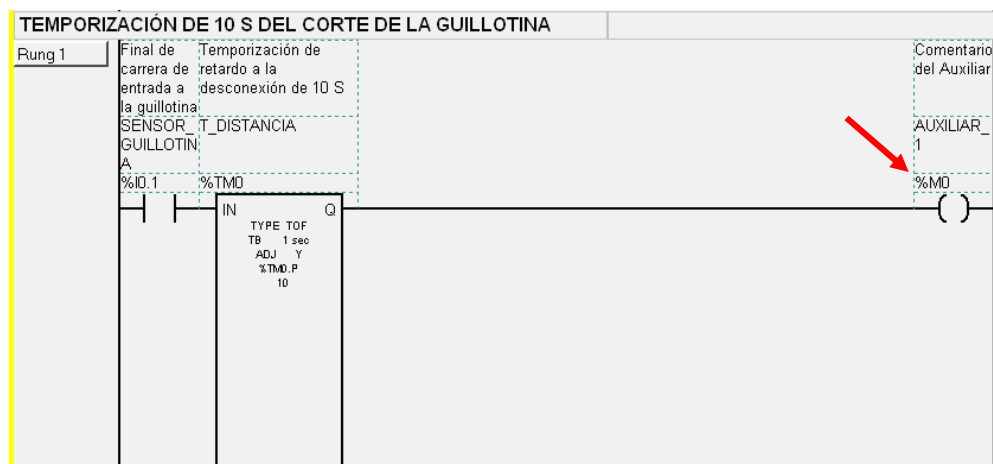 TEMPORIZACIÓN DE 10 S DEL CORTE DE LA GUILLOTINA
Rung 1
Final de
carrera de
entrada a
la guillotina
Temporización de
retardo a la
desconexión de 10 S
Comentario
del Auxiliar
SENSOR_
GUILLOTIN
A
T_DISTANCIA
AUXILIAR_
1
%I0.1
%TM0
%M0
IN
Q
TYPE TOF
TB 1 sec
ADJ Y
%TM0.P
10